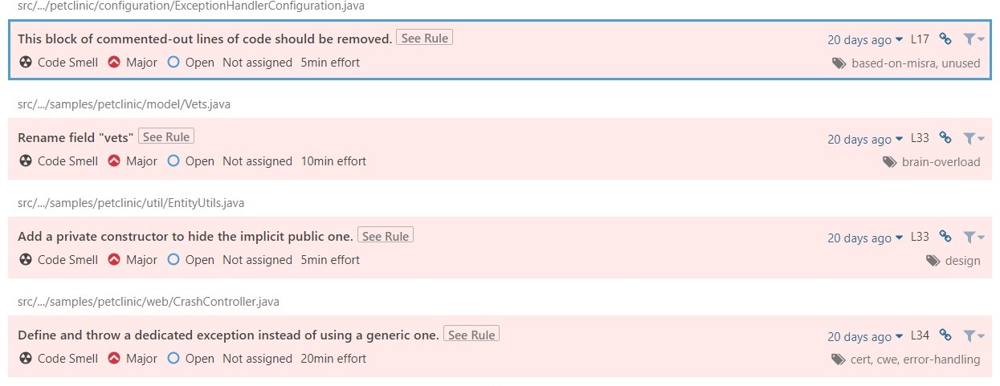 src/.../petclinic/configuration/ExceptionHandlerConfiguration.java
This block of commented-out lines of code should be removed. See Rule 20 days ago L17
Code Smell Major Open Not assigned 5min effort based-on-misra, unused
src/.../samples/petclinic/model/Vets.java
Rename field "vets" See Rule 20 days ago L33
Code Smell Major Open Not assigned 10min effort brain-overload
src/.../samples/petclinic/util/EntityUtils.java
Add a private constructor to hide the implicit public one. See Rule 20 days ago L33
Code Smell Major Open Not assigned 5min effort design
src/.../samples/petclinic/web/CrashController.java
Define and throw a dedicated exception instead of using a generic one. See Rule 20 days ago L34
Code Smell Major Open Not assigned 20min effort cert, cwe, error-handling